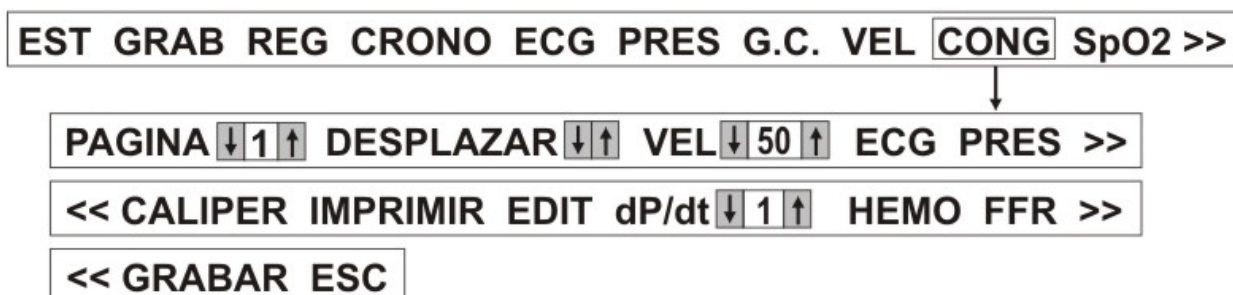 EST GRAB REG CRONO ECG PRES G.C. VEL CONG SpO2 >>
PAGINA ↓ 1 ↑ DESPLAZAR ↓ ↑ VEL ↓ 50 ↑ ECG PRES >>
<< CALIPER IMPRIMIR EDIT dP/dt ↓ 1 ↑ HEMO FFR >>
<< GRABAR ESC